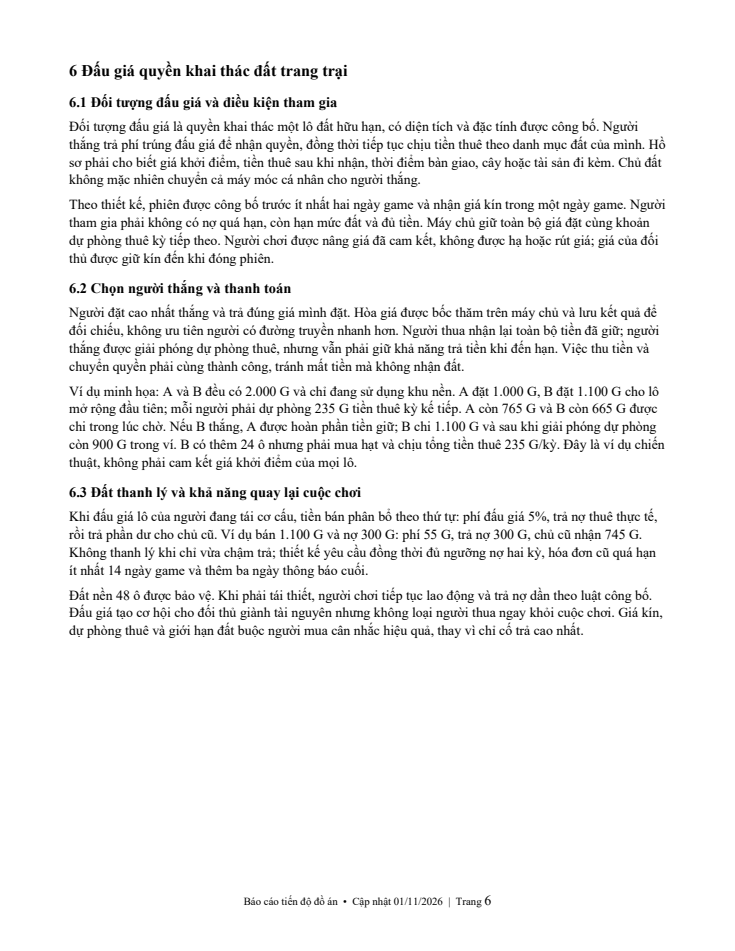 6 Đấu giá quyền khai thác đất trang trại
6.1 Đối tượng đấu giá và điều kiện tham gia
Đối tượng đấu giá là quyền khai thác một lô đất hữu hạn, có diện tích và đặc tính được công bố. Người
thắng trả phí trúng đấu giá để nhận quyền, đồng thời tiếp tục chịu tiền thuê theo danh mục đất của mình. Hồ
sơ phải cho biết giá khởi điểm, tiền thuê sau khi nhận, thời điểm bàn giao, cây hoặc tài sản đi kèm. Chủ đất
không mặc nhiên chuyển cả máy móc cá nhân cho người thắng.
Theo thiết kế, phiên được công bố trước ít nhất hai ngày game và nhận giá kín trong một ngày game. Người
tham gia phải không có nợ quá hạn, còn hạn mức đất và đủ tiền. Máy chủ giữ toàn bộ giá đặt cùng khoản
dự phòng thuê kỳ tiếp theo. Người chơi được nâng giá đã cam kết, không được hạ hoặc rút giá; giá của đối
thủ được giữ kín đến khi đóng phiên.
6.2 Chọn người thắng và thanh toán
Người đặt cao nhất thắng và trả đúng giá mình đặt. Hòa giá được bốc thăm trên máy chủ và lưu kết quả để
đối chiếu, không ưu tiên người có đường truyền nhanh hơn. Người thua nhận lại toàn bộ tiền đã giữ; người
thắng được giải phóng dự phòng thuê, nhưng vẫn phải giữ khả năng trả tiền khi đến hạn. Việc thu tiền và
chuyển quyền phải cùng thành công, tránh mất tiền mà không nhận đất.
Ví dụ minh họa: A và B đều có 2.000 G và chỉ đang sử dụng khu nền. A đặt 1.000 G, B đặt 1.100 G cho lô
mở rộng đầu tiên; mỗi người phải dự phòng 235 G tiền thuê kỳ kế tiếp. A còn 765 G và B còn 665 G được
chi trong lúc chờ. Nếu B thắng, A được hoàn phần tiền giữ; B chi 1.100 G và sau khi giải phóng dự phòng
còn 900 G trong ví. B có thêm 24 ô nhưng phải mua hạt và chịu tổng tiền thuê 235 G/kỳ. Đây là ví dụ chiến
thuật, không phải cam kết giá khởi điểm của mọi lô.
6.3 Đất thanh lý và khả năng quay lại cuộc chơi
Khi đấu giá lô của người đang tái cơ cấu, tiền bán phân bổ theo thứ tự: phí đấu giá 5%, trả nợ thuê thực tế,
rồi trả phần dư cho chủ cũ. Ví dụ bán 1.100 G và nợ 300 G: phí 55 G, trả nợ 300 G, chủ cũ nhận 745 G.
Không thanh lý khi chỉ vừa chậm trả; thiết kế yêu cầu đồng thời đủ ngưỡng nợ hai kỳ, hóa đơn cũ quá hạn
ít nhất 14 ngày game và thêm ba ngày thông báo cuối.
Đất nền 48 ô được bảo vệ. Khi phải tái thiết, người chơi tiếp tục lao động và trả nợ dần theo luật công bố.
Đấu giá tạo cơ hội cho đối thủ giành tài nguyên nhưng không loại người thua ngay khỏi cuộc chơi. Giá kín,
dự phòng thuê và giới hạn đất buộc người mua cân nhắc hiệu quả, thay vì chỉ cố trả cao nhất.
Báo cáo tiến độ đồ án • Cập nhật 01/11/2026 | Trang 6